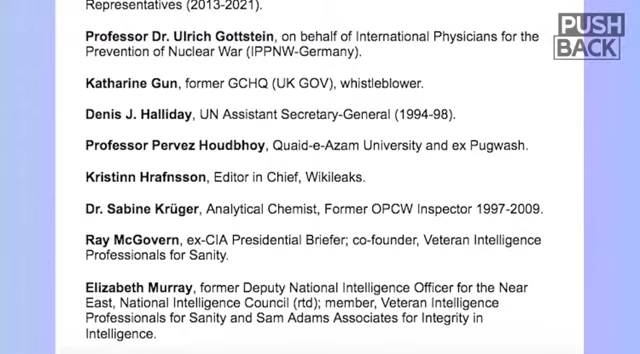 Representatives (2013-2021).
PUSH
BACK
Professor Dr. Ulrich Gottstein, on behalf of International Physicians for the
Prevention of Nuclear War (IPPNW-Germany).
Katharine Gun, former GCHQ (UK GOV), whistleblower.
Denis J. Halliday, UN Assistant Secretary-General (1994-98).
Professor Pervez Houdbhoy, Quaid-e-Azam University and ex Pugwash.
Kristinn Hrafnsson, Editor in Chief, Wikileaks.
Dr. Sabine Krüger, Analytical Chemist, Former OPCW Inspector 1997-2009.
Ray McGovern, ex-CIA Presidential Briefer; co-founder, Veteran Intelligence
Professionals for Sanity.
Elizabeth Murray, former Deputy National Intelligence Officer for the Near
East, National Intelligence Council (rtd); member, Veteran Intelligence
Professionals for Sanity and Sam Adams Associates for Integrity in
Intelligence.